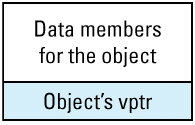 Data members
for the object
Object’s vptr